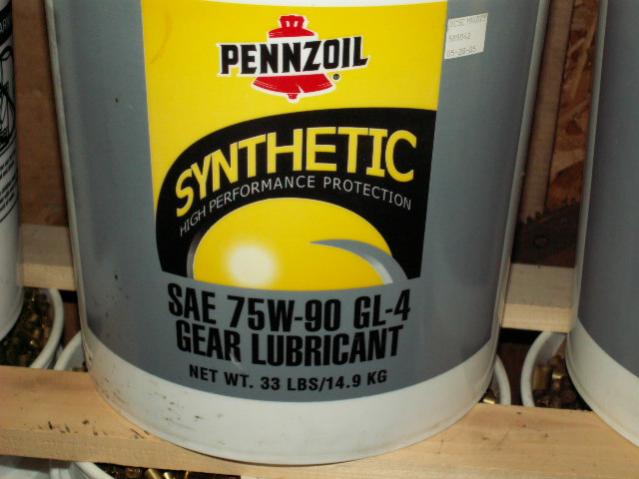 PENNZOIL
SYNTHETIC
HIGH PERFORMANCE PROTECTION
SAE 75W-90 GL-4
GEAR LUBRICANT
NET WT. 33 LBS/14.9 KG